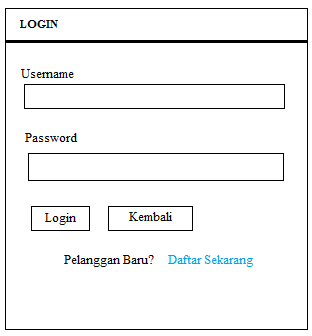 LOGIN
Username
Password
Login Kembali
Pelanggan Baru? Daftar Sekarang